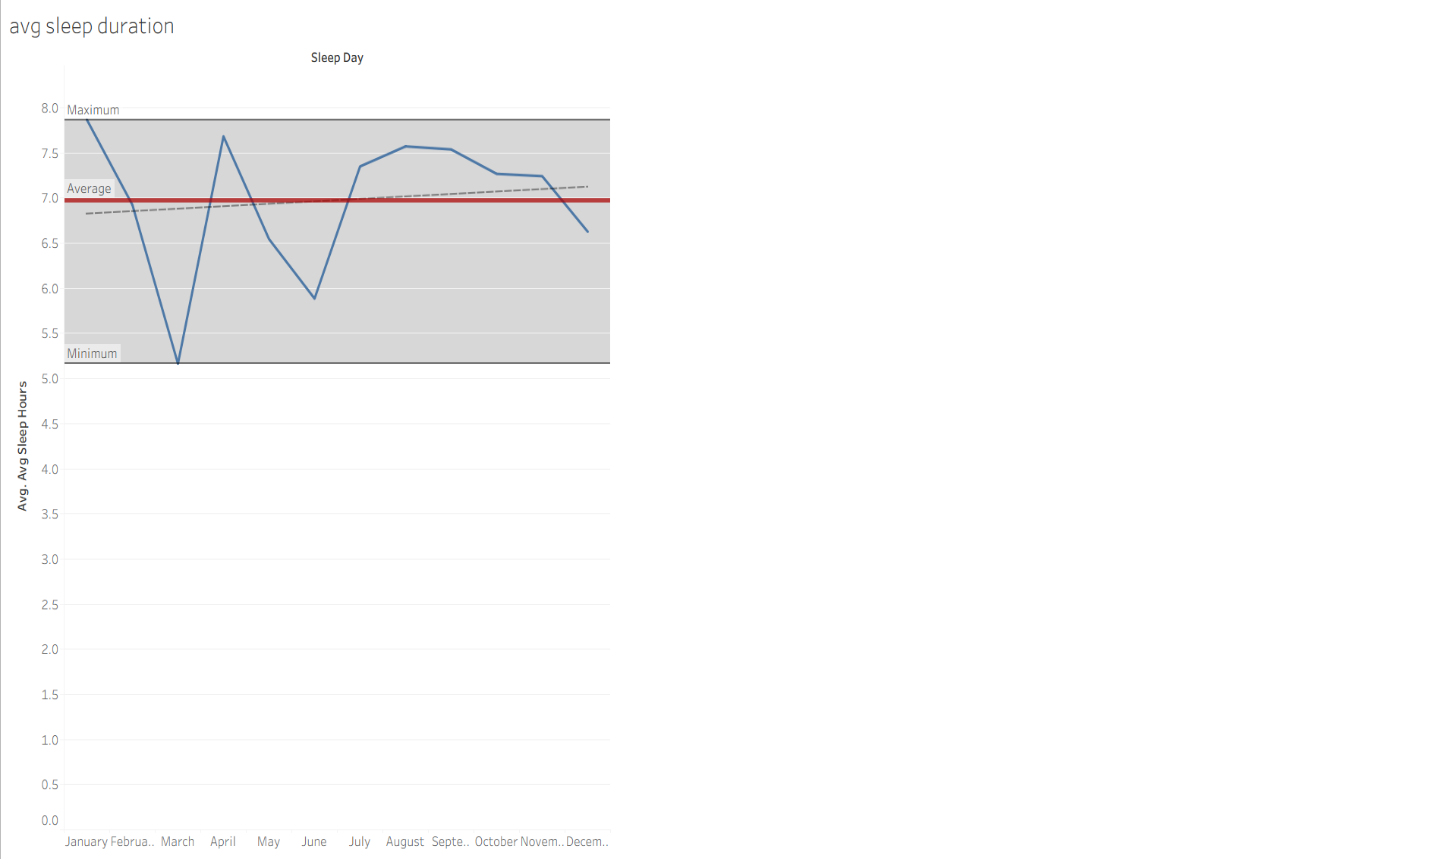 avg sleep duration
Sleep Day
8.0
Maximum
7.5
Average
7.0
6.5
6.0
5.5
Minimum
5.0
Avg. Avg Sleep Hours
4.5
4.0
3.5
3.0
2.5
2.0
1.5
1.0
0.5
0.0
January Februa.. March April May June July August Septe.. October Novem.. Decem..